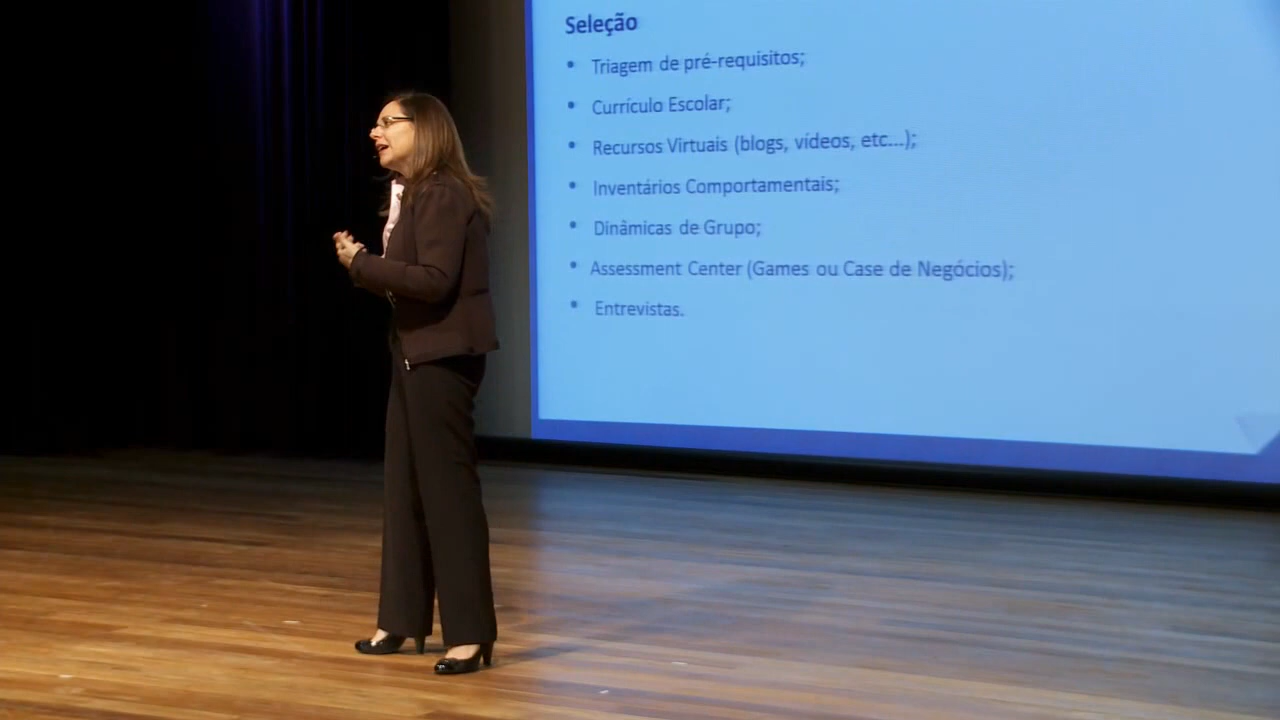 Seleção
• Triagem de pré-requisitos;
• Currículo Escolar;
• Recursos Virtuais (blogs, vídeos, etc...);
• Inventários Comportamentais;
• Dinâmicas de Grupo;
• Assessment Center (Games ou Case de Negócios);
• Entrevistas.